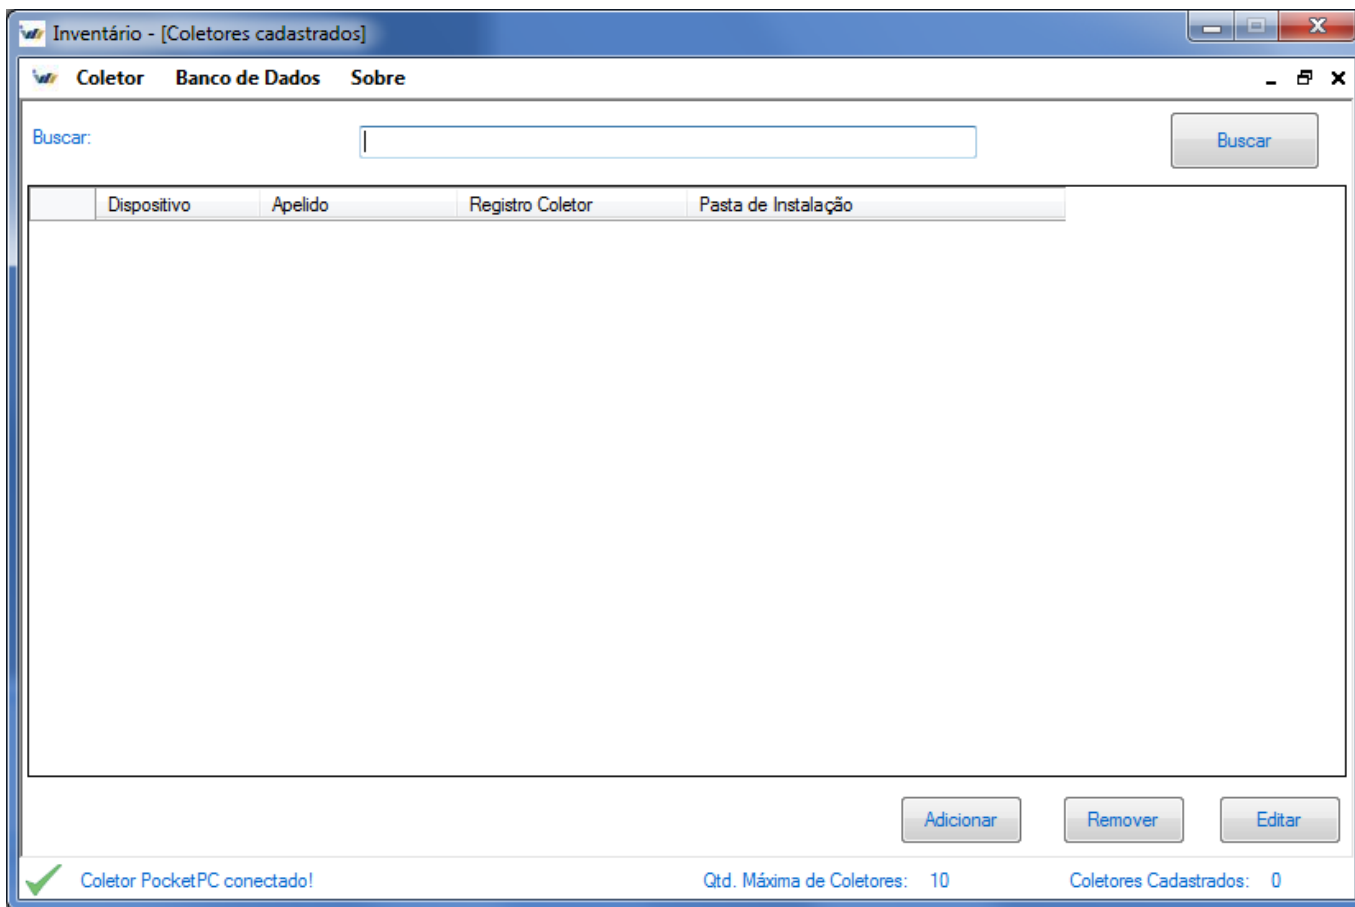 Inventário - [Coletores cadastrados]
Coletor Banco de Dados Sobre
Buscar: Buscar
Dispositivo Apelido Registro Coletor Pasta de Instalação
Adicionar Remover Editar
Coletor PocketPC conectado! Qtd. Máxima de Coletores: 10 Coletores Cadastrados: 0